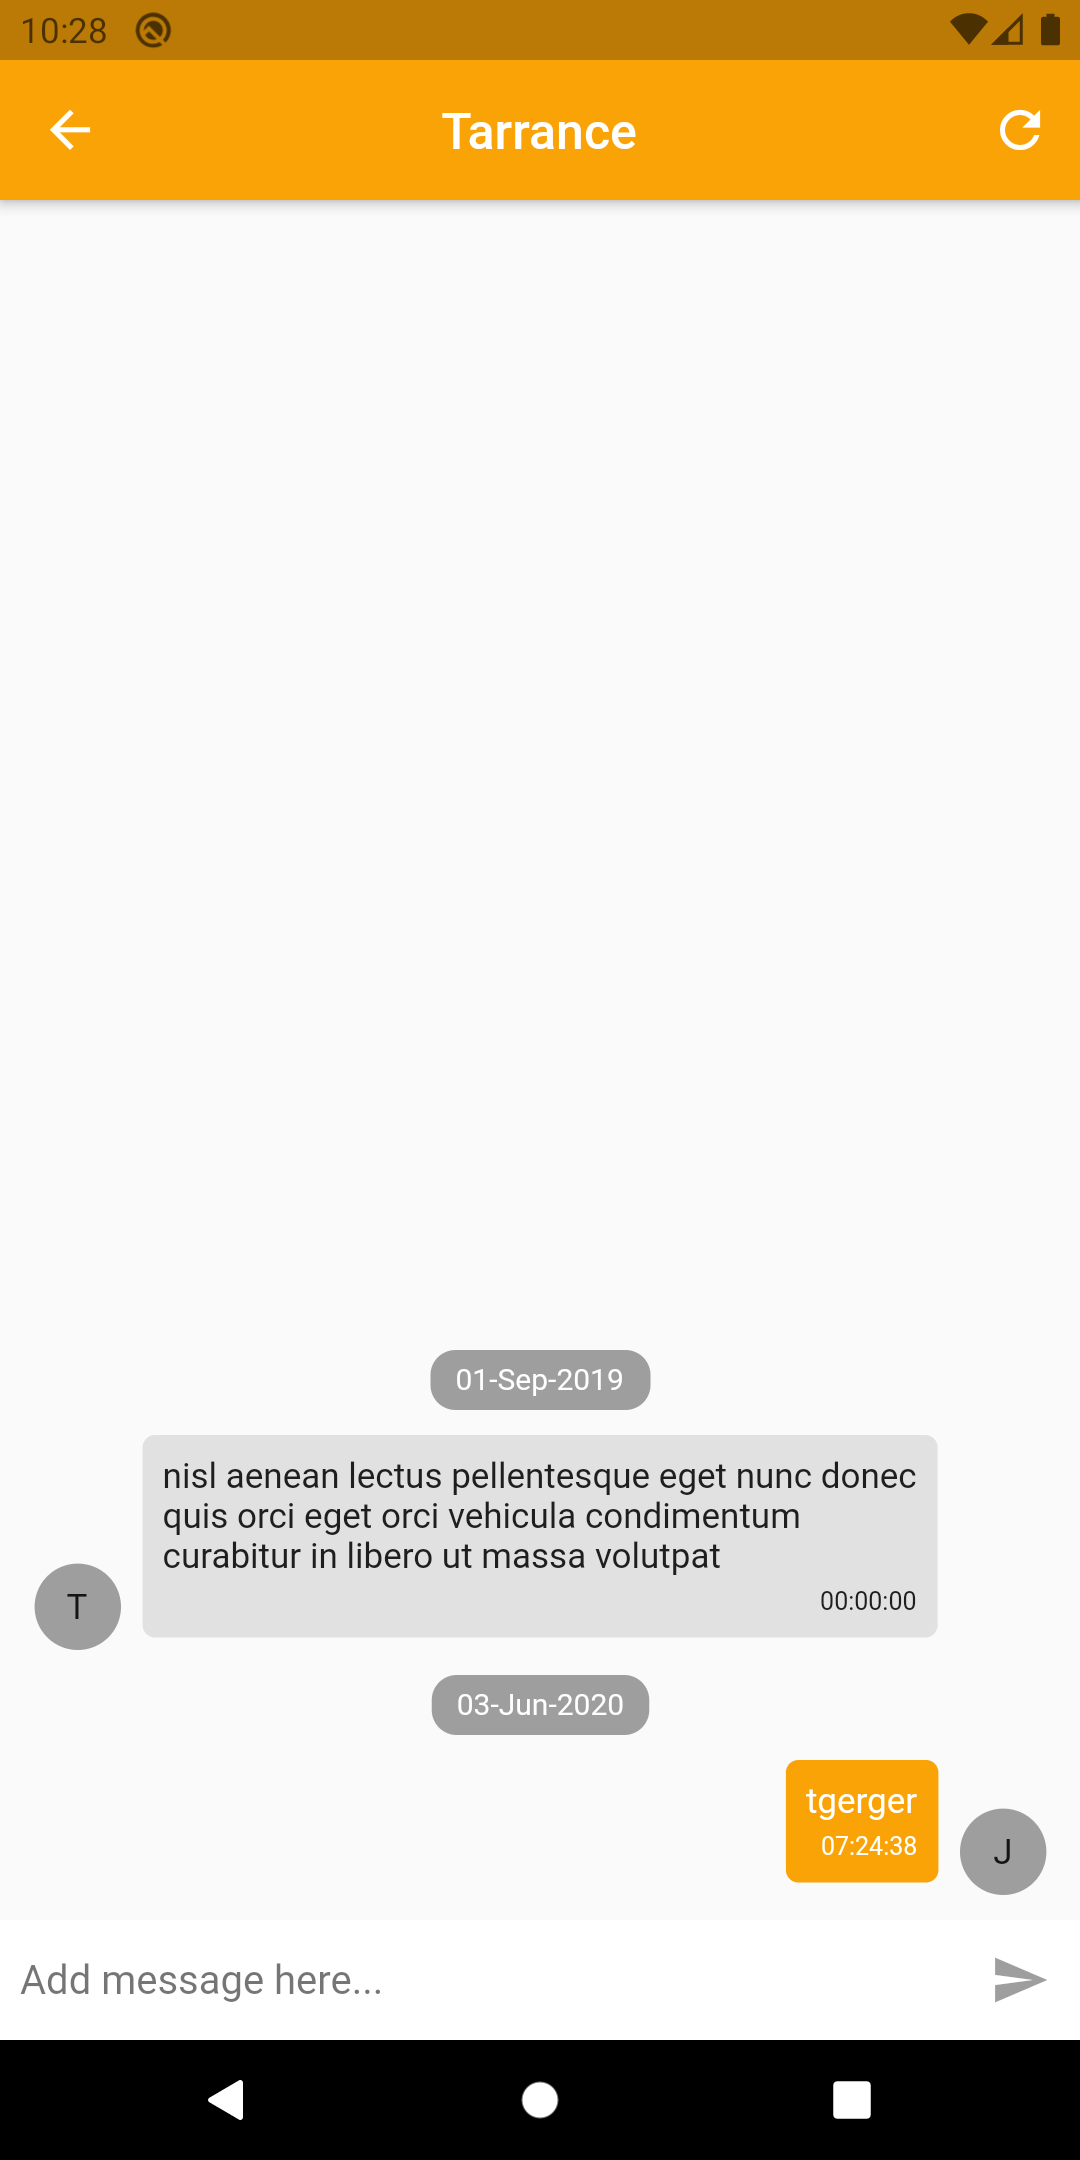 10:28
Tarrance
01-Sep-2019
nisl aenean lectus pellentesque eget nunc donec
quis orci eget orci vehicula condimentum
curabitur in libero ut massa volutpat
00:00:00
T
03-Jun-2020
tgerger
07:24:38
J
Add message here...